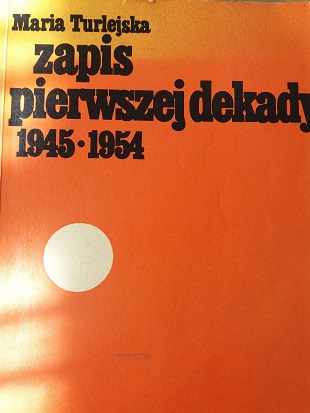 Maria Turlejska
zapis
pierwszej dekady
1945 • 1954